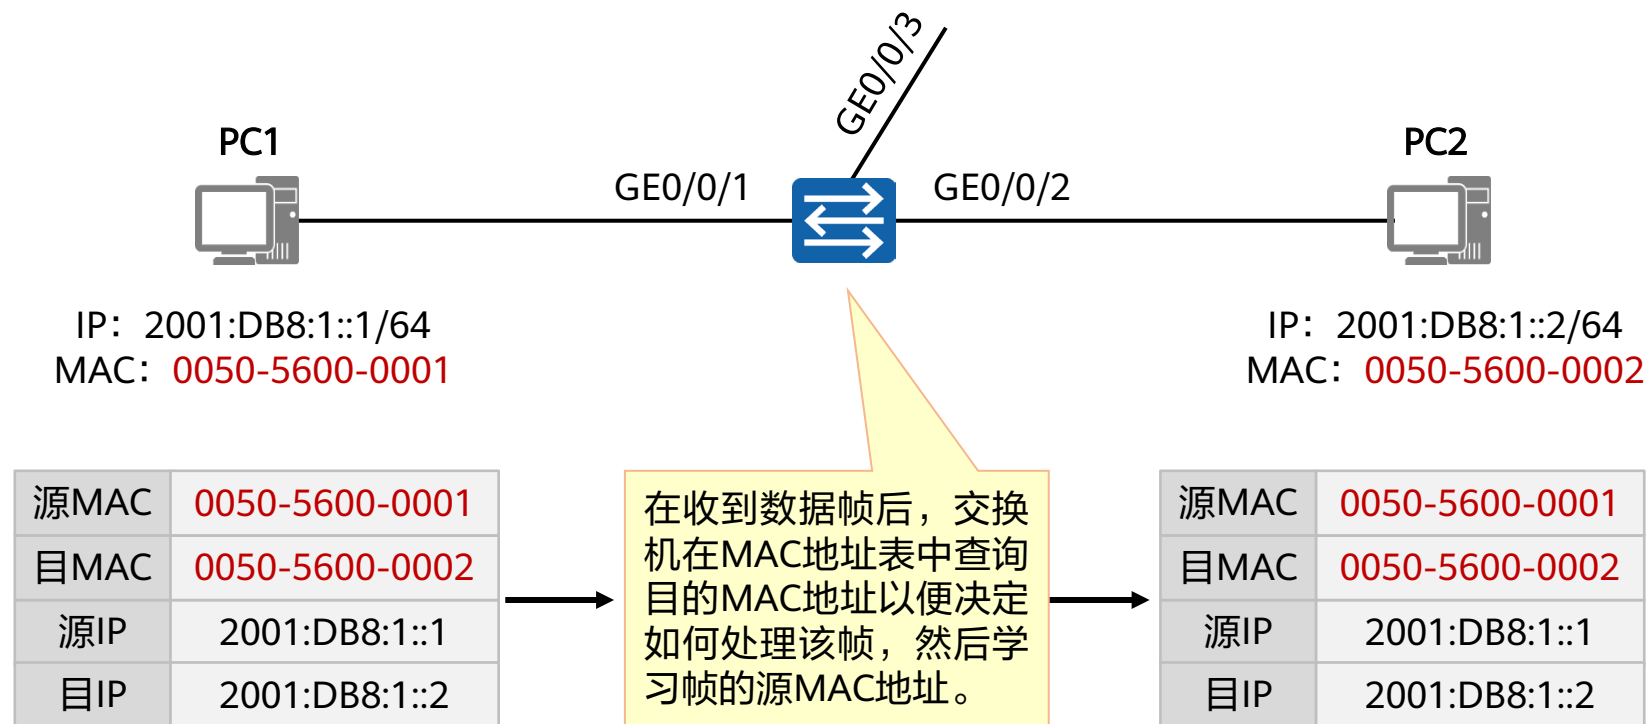 GE0/0/3
PC1
PC2
GE0/0/1
GE0/0/2
IP：2001:DB8:1::1/64
MAC：0050-5600-0001
IP：2001:DB8:1::2/64
MAC：0050-5600-0002
源MAC 0050-5600-0001
目MAC 0050-5600-0002
源IP 2001:DB8:1::1
目IP 2001:DB8:1::2
在收到数据帧后，交换
机在MAC地址表中查询
目的MAC地址以便决定
如何处理该帧，然后学
习帧的源MAC地址。
源MAC 0050-5600-0001
目MAC 0050-5600-0002
源IP 2001:DB8:1::1
目IP 2001:DB8:1::2